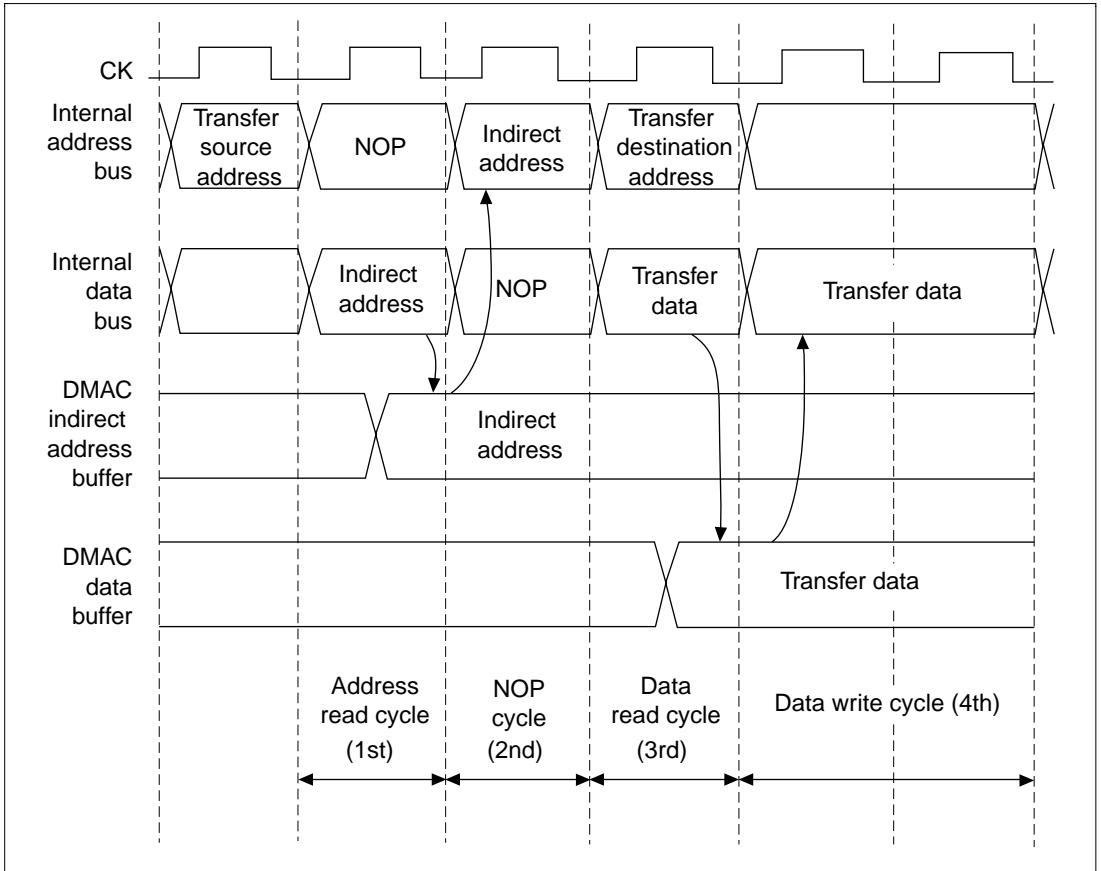 CK
Internal
address
bus
Transfer
source
address
NOP
Indirect
address
Transfer
destination
address
Internal
data
bus
Indirect
address
NOP
Transfer
data
Transfer data
DMAC
indirect
address
buffer
Indirect
address
DMAC
data
buffer
Transfer data
Address
read cycle
(1st)
NOP
cycle
(2nd)
Data
read cycle
(3rd)
Data write cycle (4th)